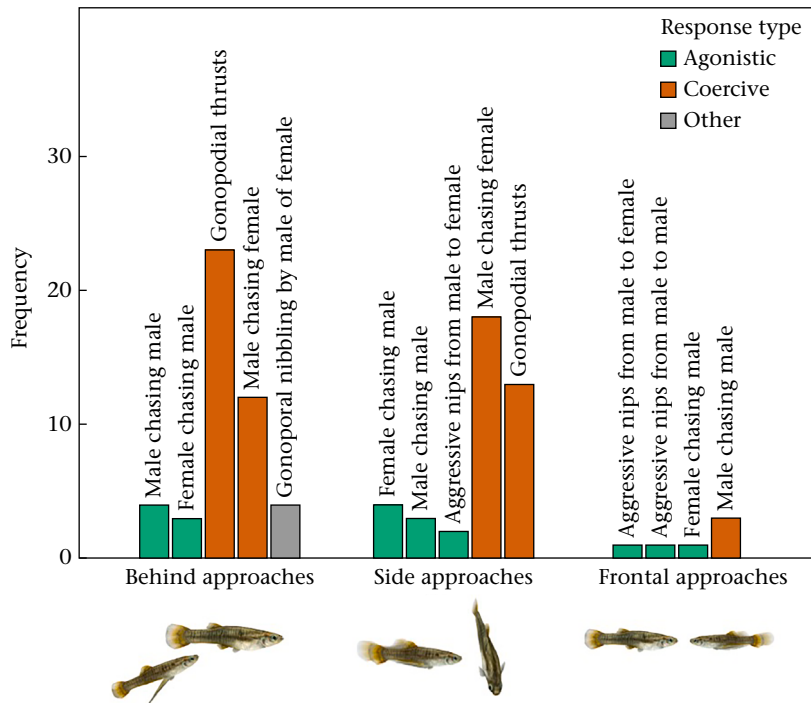 Response type
Agonistic
Coercive
Other
Frequency
30
20
10
0
Male chasing male
Female chasing male
Gonopodial thrusts
Male chasing female
Gonoporal nibbling by male of female
Female chasing male
Male chasing male
Aggressive nips from male to female
Male chasing female
Gonopodial thrusts
Aggressive nips from male to female
Aggressive nips from male to male
Female chasing male
Male chasing male
Behind approaches
Side approaches
Frontal approaches